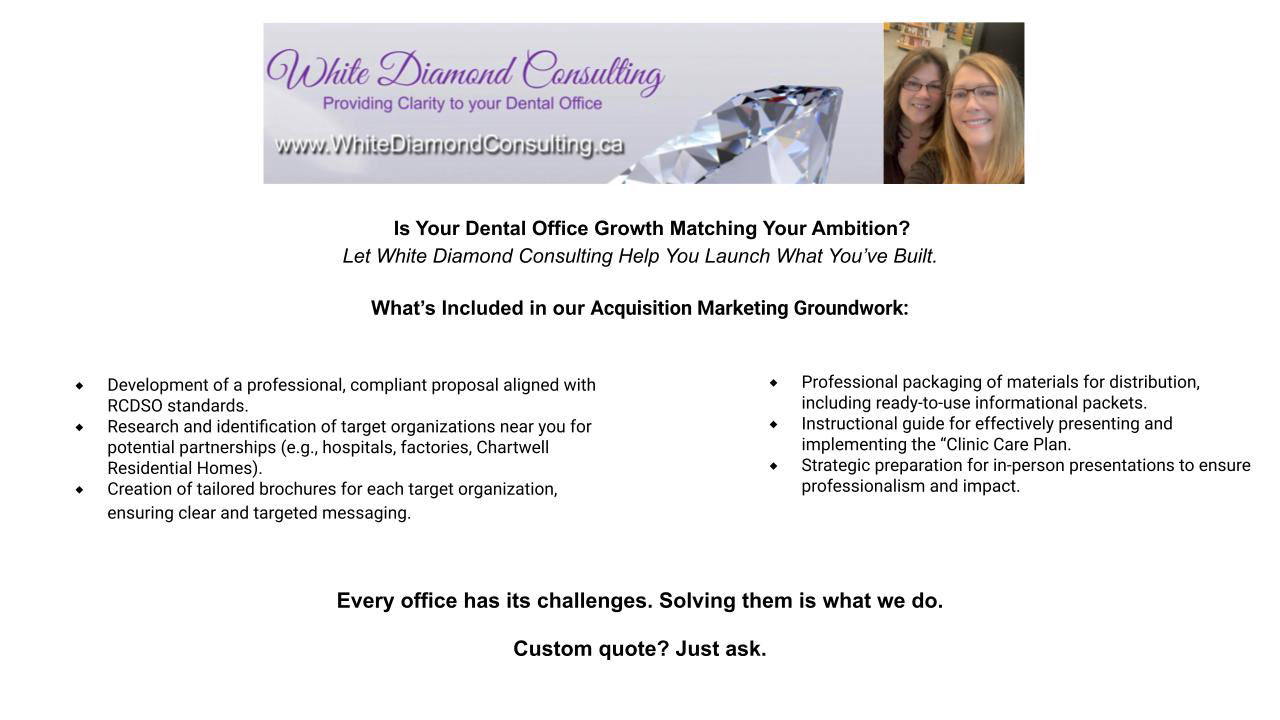 White Diamond Consulting
Providing Clarity to your Dental Office
www.WhiteDiamondConsulting.ca
Is Your Dental Office Growth Matching Your Ambition?
Let White Diamond Consulting Help You Launch What You’ve Built.
What’s Included in our Acquisition Marketing Groundwork:
◆ Development of a professional, compliant proposal aligned with
RCDSO standards.
◆ Research and identification of target organizations near you for
potential partnerships (e.g., hospitals, factories, Chartwell
Residential Homes).
◆ Creation of tailored brochures for each target organization,
ensuring clear and targeted messaging.
◆ Professional packaging of materials for distribution,
including ready-to-use informational packets.
◆ Instructional guide for effectively presenting and
implementing the “Clinic Care Plan.
◆ Strategic preparation for in-person presentations to ensure
professionalism and impact.
Every office has its challenges. Solving them is what we do.
Custom quote? Just ask.